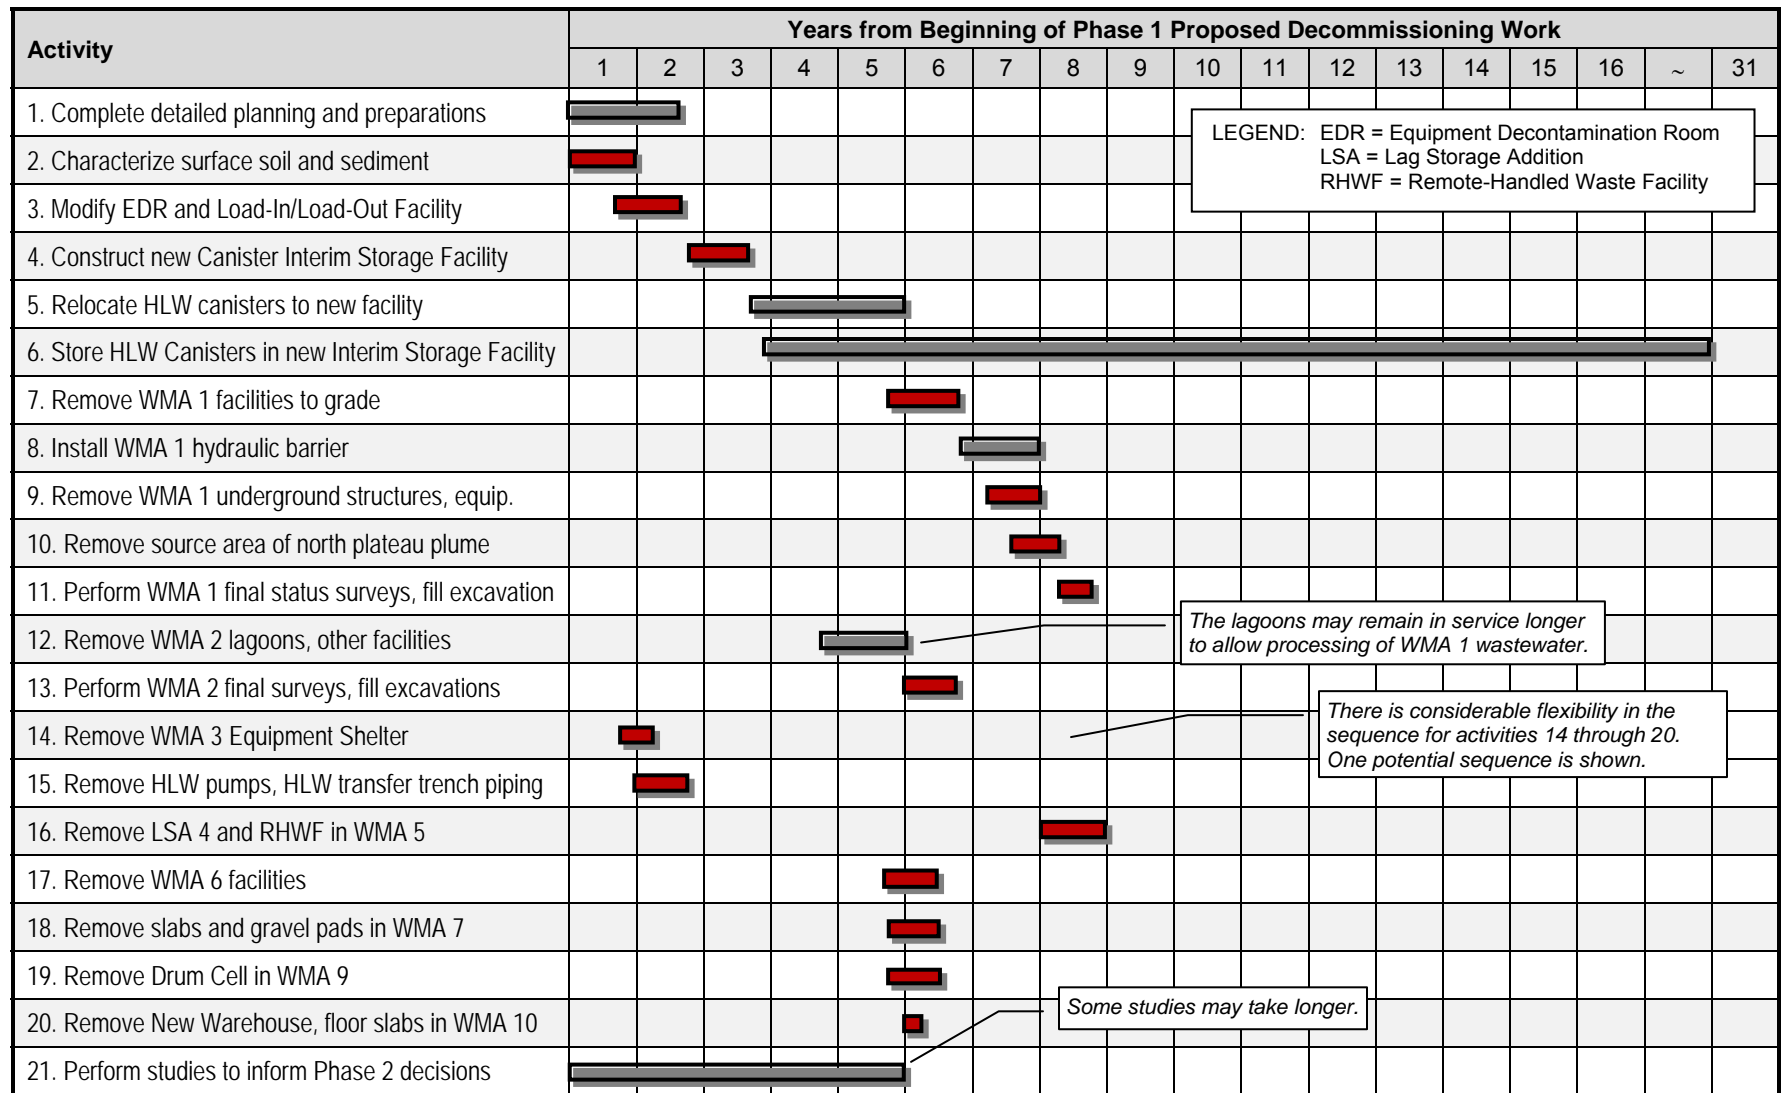 Activity
Years from Beginning of Phase 1 Proposed Decommissioning Work
1 2 3 4 5 6 7 8 9 10 11 12 13 14 15 16 ~ 31
1. Complete detailed planning and preparations
LEGEND: EDR = Equipment Decontamination Room
LSA = Lag Storage Addition
RHWF = Remote-Handled Waste Facility
2. Characterize surface soil and sediment
3. Modify EDR and Load-In/Load-Out Facility
4. Construct new Canister Interim Storage Facility
5. Relocate HLW canisters to new facility
6. Store HLW Canisters in new Interim Storage Facility
7. Remove WMA 1 facilities to grade
8. Install WMA 1 hydraulic barrier
9. Remove WMA 1 underground structures, equip.
10. Remove source area of north plateau plume
11. Perform WMA 1 final status surveys, fill excavation
12. Remove WMA 2 lagoons, other facilities
The lagoons may remain in service longer
to allow processing of WMA 1 wastewater.
13. Perform WMA 2 final surveys, fill excavations
14. Remove WMA 3 Equipment Shelter
There is considerable flexibility in the
sequence for activities 14 through 20.
One potential sequence is shown.
15. Remove HLW pumps, HLW transfer trench piping
16. Remove LSA 4 and RHWF in WMA 5
17. Remove WMA 6 facilities
18. Remove slabs and gravel pads in WMA 7
19. Remove Drum Cell in WMA 9
20. Remove New Warehouse, floor slabs in WMA 10
Some studies may take longer.
21. Perform studies to inform Phase 2 decisions